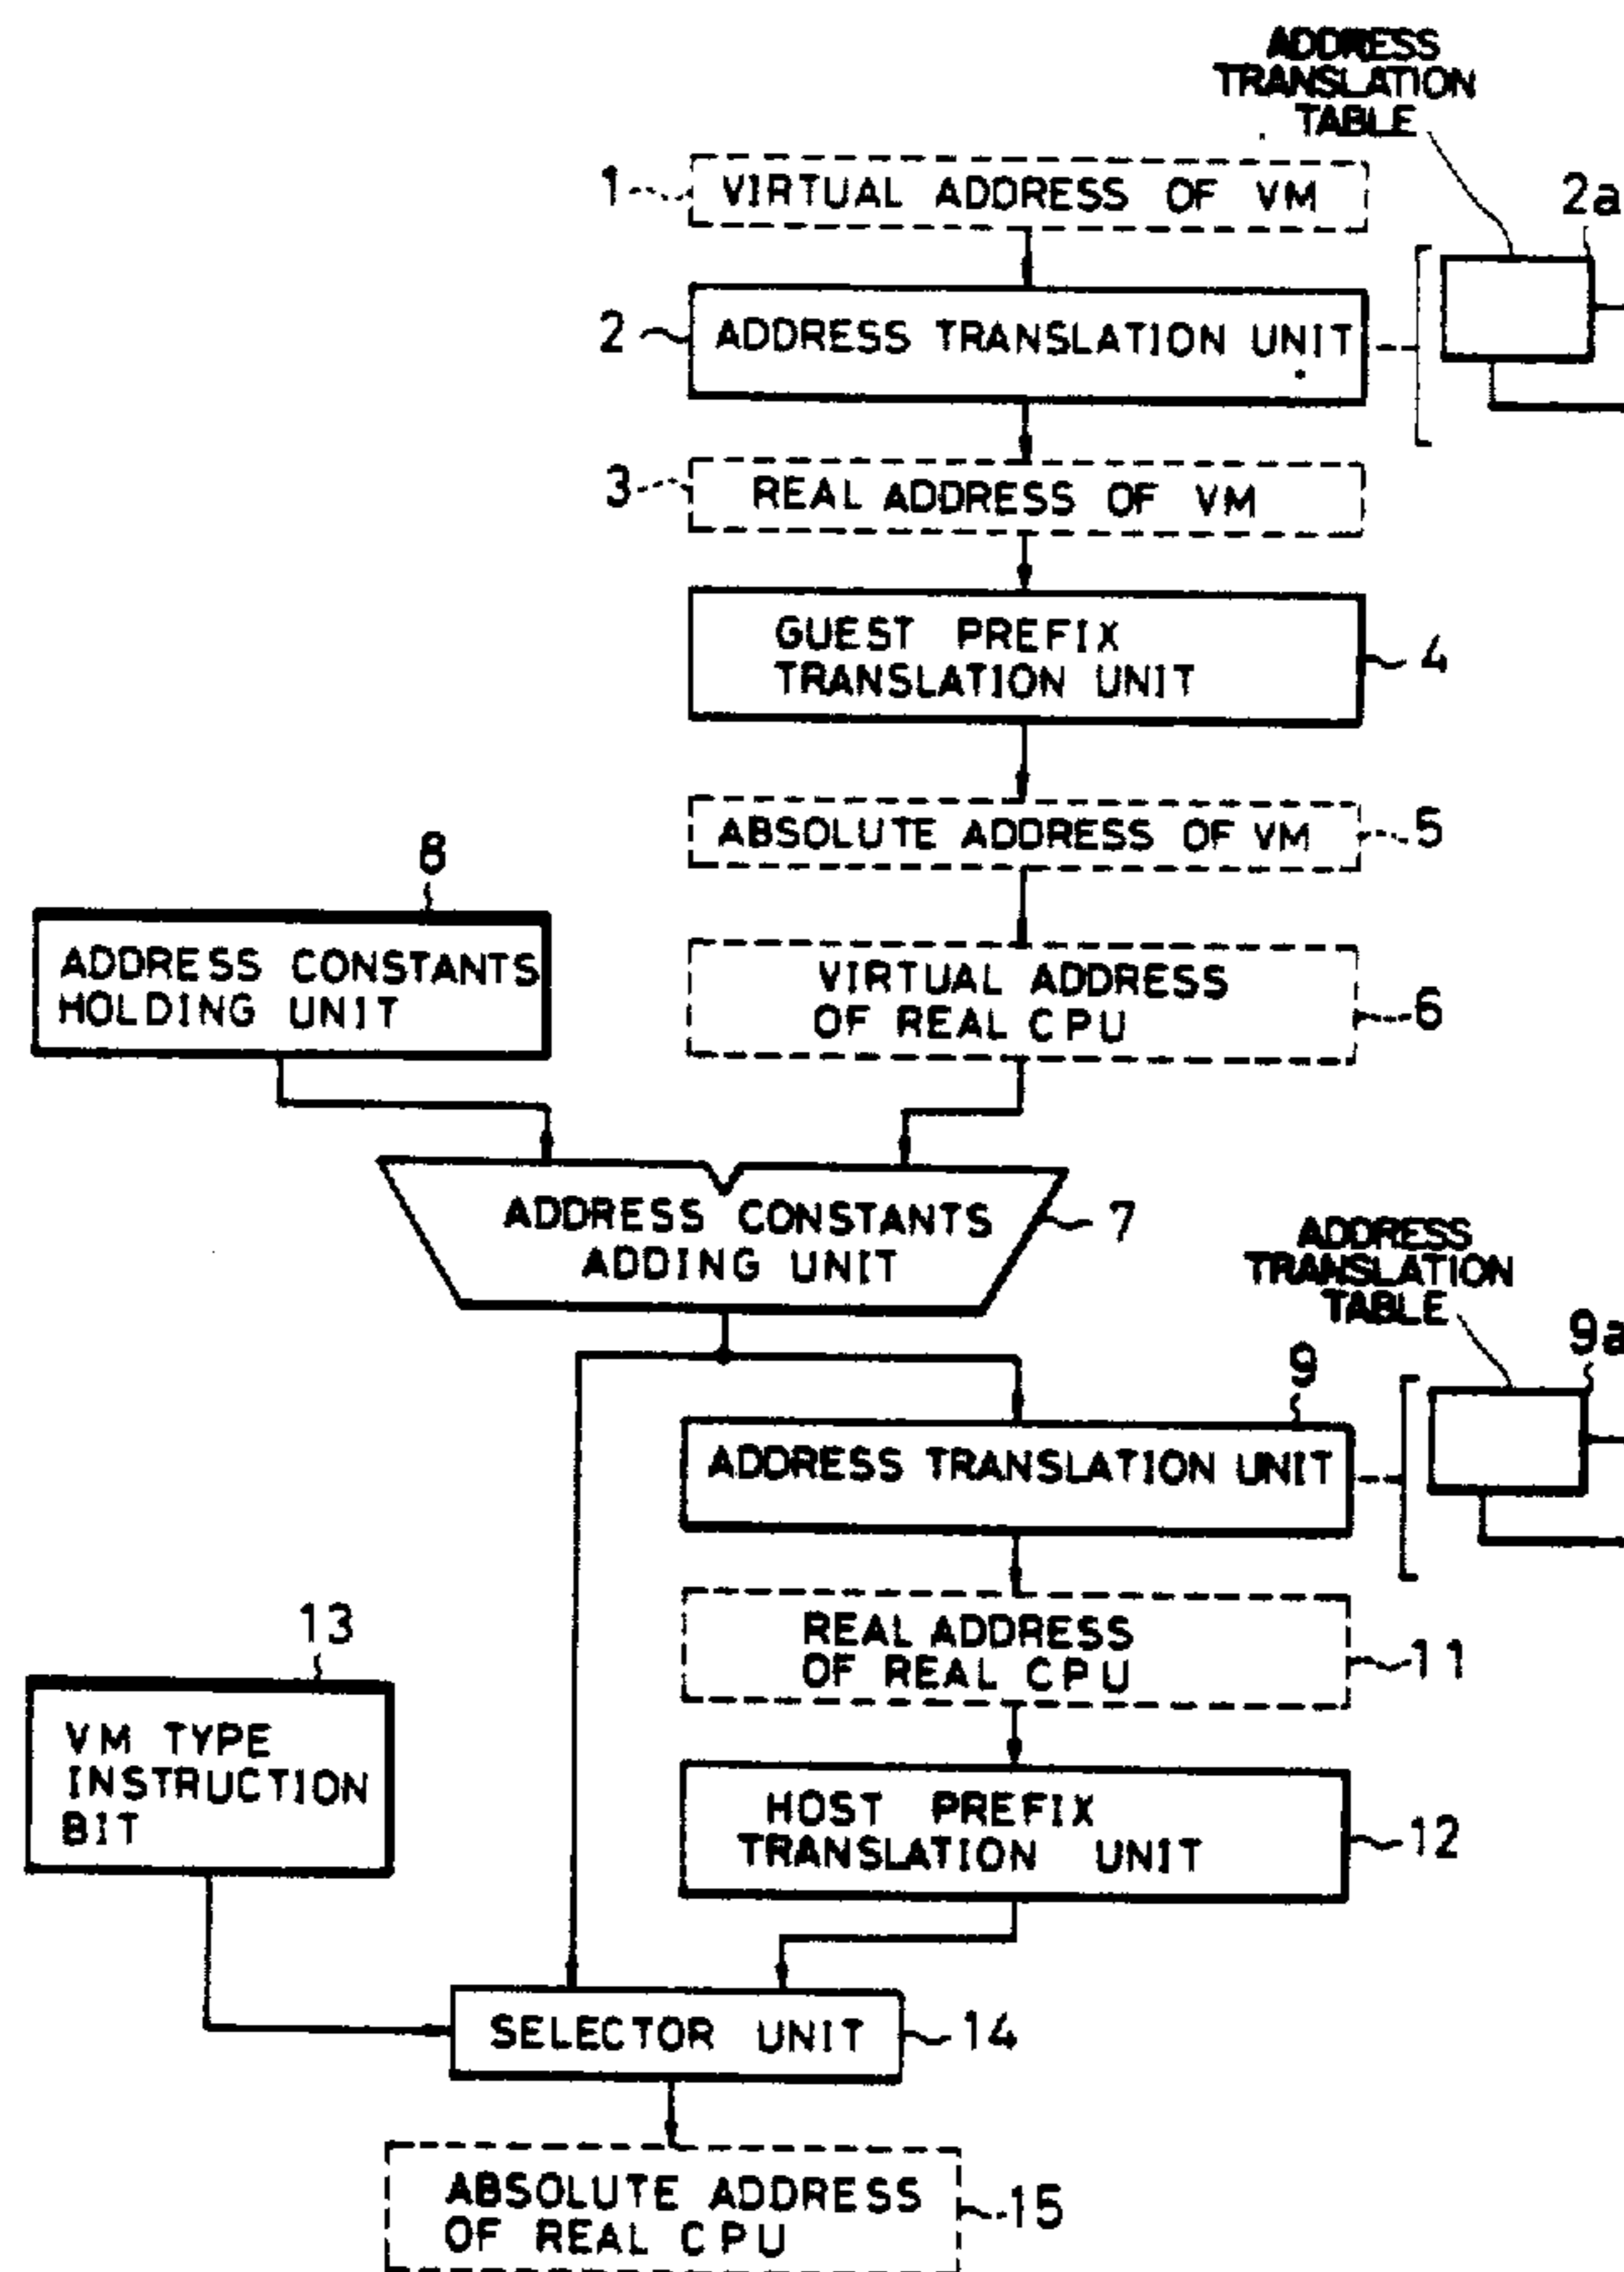 ADDRESS
TRANSLATION
TABLE
1
VIRTUAL ADDRESS OF VM
2a
2
ADDRESS TRANSLATION UNIT
3
REAL ADDRESS OF VM
GUEST PREFIX
TRANSLATION UNIT
4
ABSOLUTE ADDRESS OF VM
5
8
ADDRESS CONSTANTS
HOLDING UNIT
VIRTUAL ADDRESS
OF REAL CPU
6
ADDRESS CONSTANTS
ADDING UNIT
7
ADDRESS
TRANSLATION
TABLE
9a
9
ADDRESS TRANSLATION UNIT
REAL ADDRESS
OF REAL CPU
11
13
VM TYPE
INSTRUCTION
BIT
HOST PREFIX
TRANSLATION UNIT
12
SELECTOR UNIT
14
ABSOLUTE ADDRESS
OF REAL CPU
15